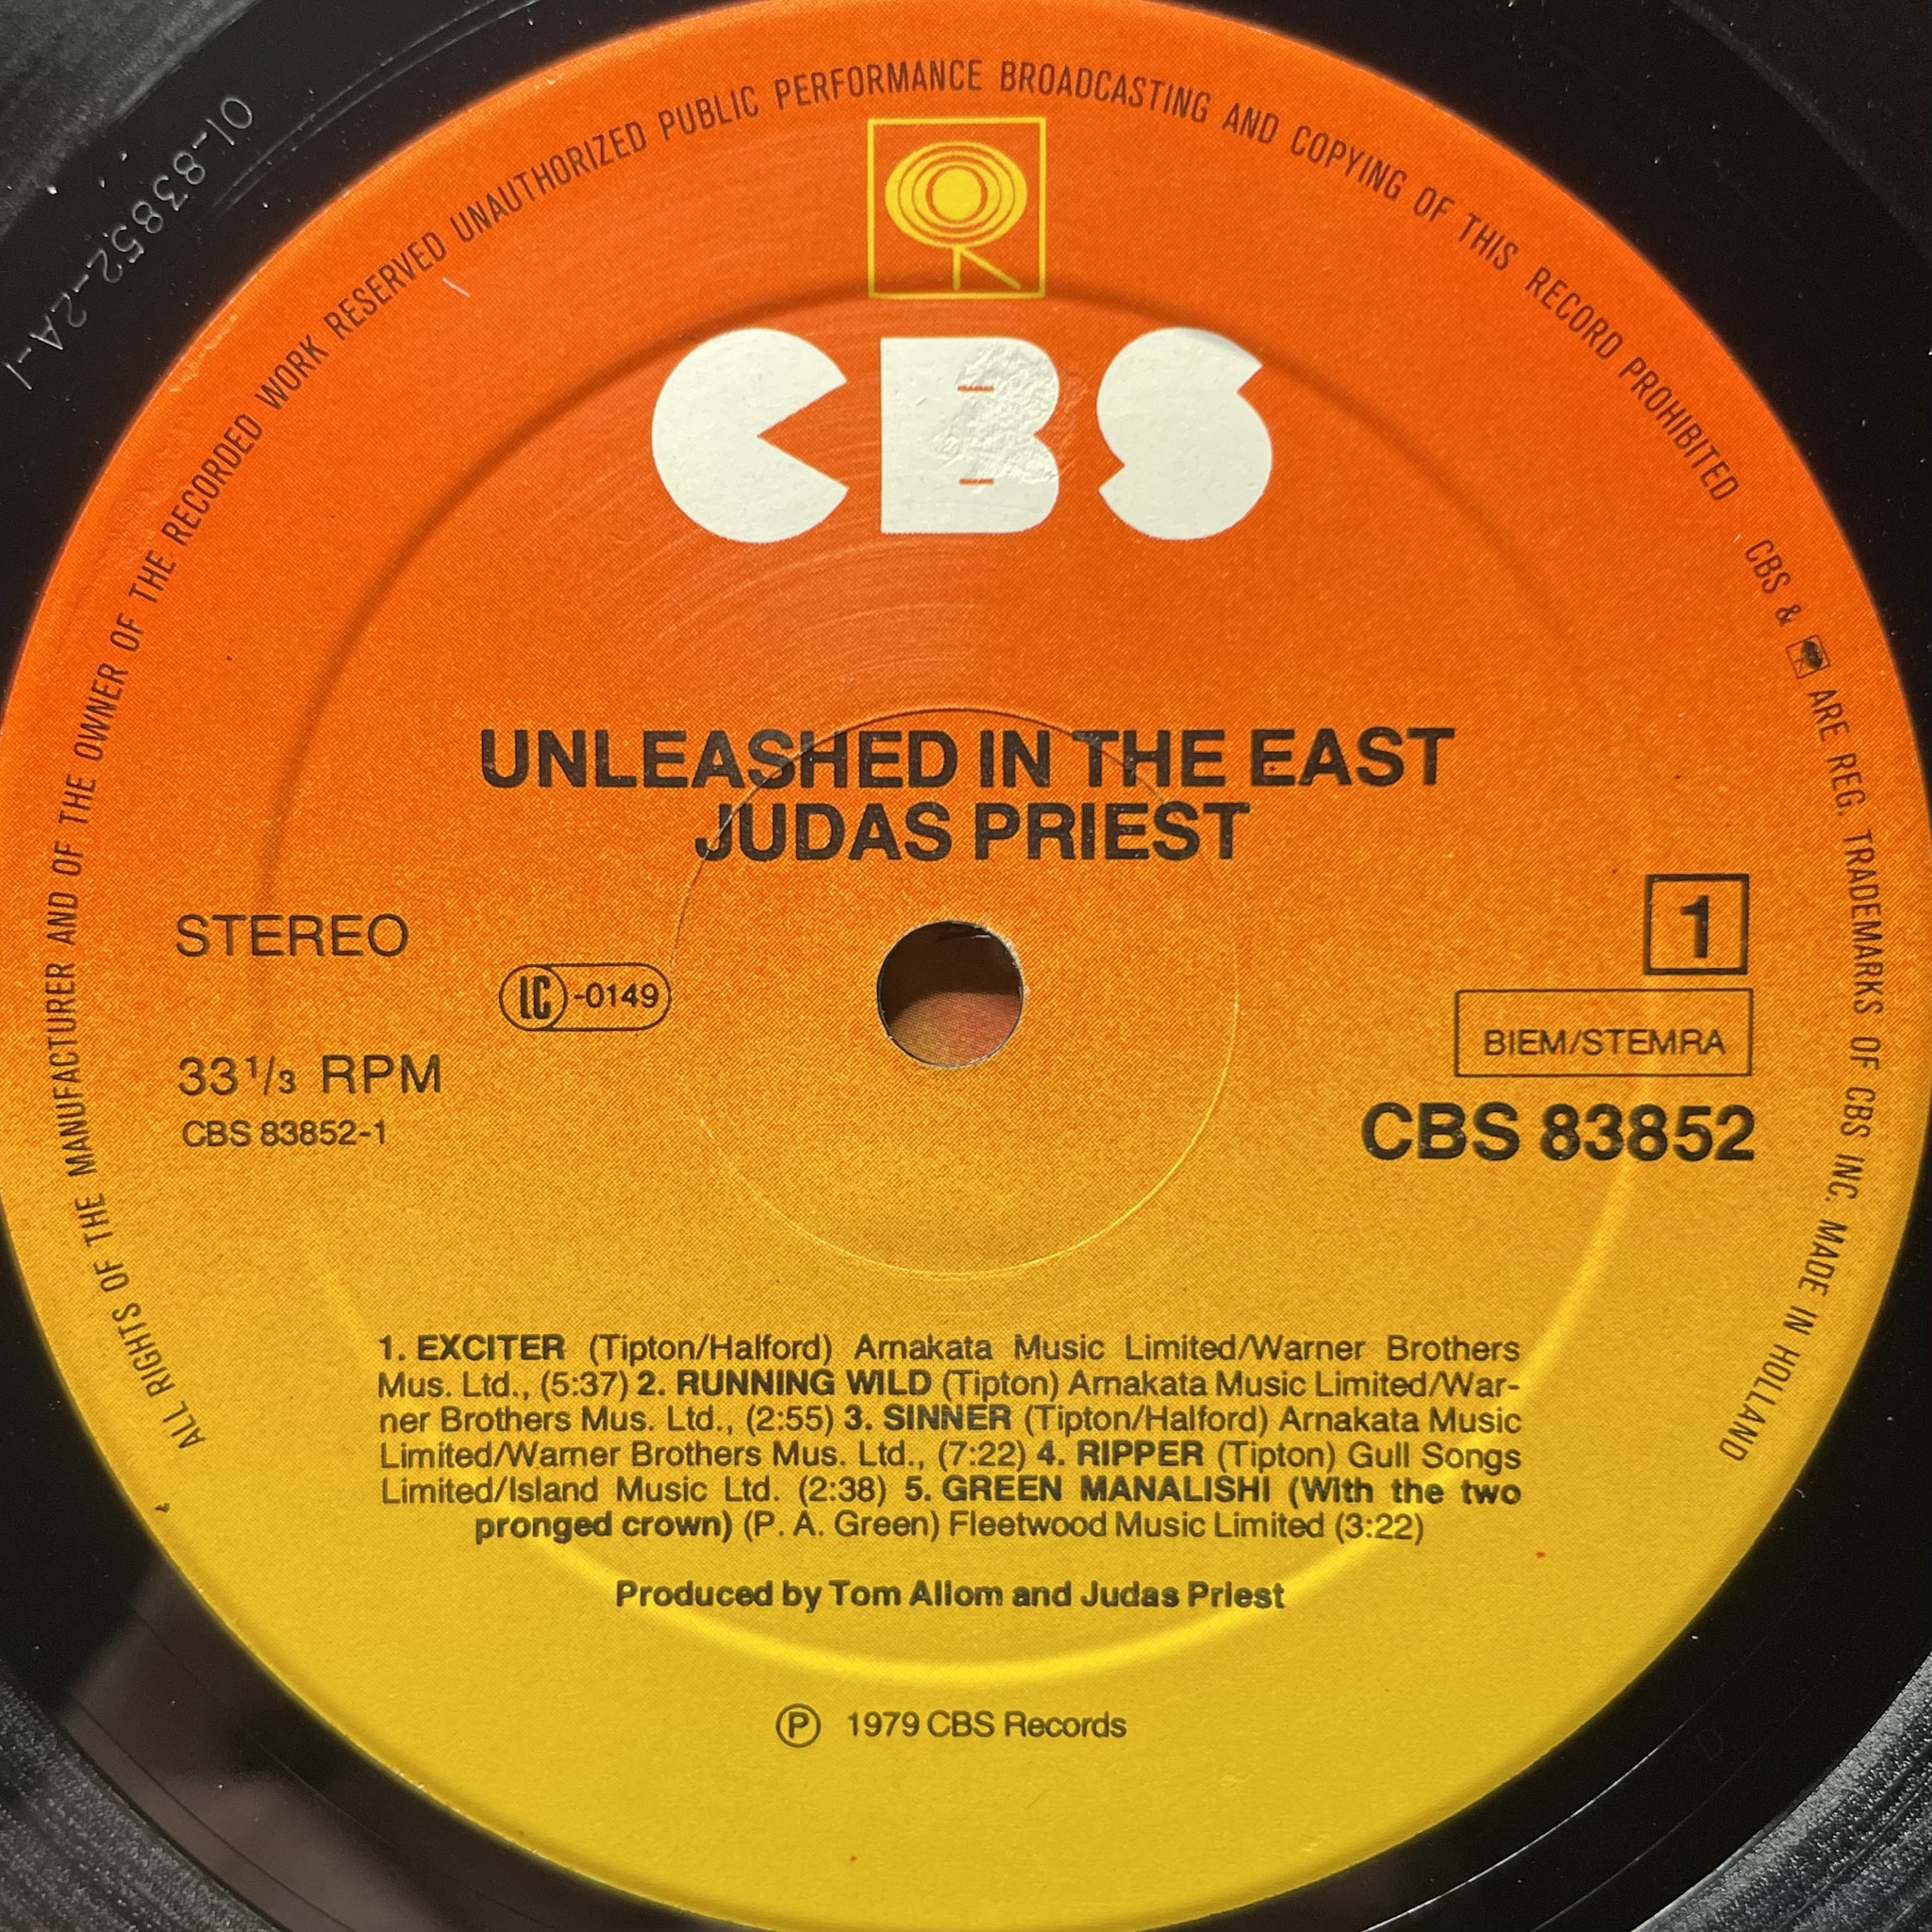 ALL RIGHTS OF THE MANUFACTURER AND OF THE OWNER OF THE RECORDED WORK RESERVED UNAUTHORIZED PUBLIC PERFORMANCE BROADCASTING AND COPYING OF THIS RECORD PROHIBITED CBS & ARE REG. TRADEMARKS OF CBS INC. MADE IN HOLLAND
01-83852-2A-1
CBS
UNLEASHED IN THE EAST
JUDAS PRIEST
STEREO
1
LC-0149
BIEM/STEMRA
33 1/3 RPM
CBS 83852-1
CBS 83852
1. EXCITER (Tipton/Halford) Arnakata Music Limited/Warner Brothers
Mus. Ltd., (5:37) 2. RUNNING WILD (Tipton) Arnakata Music Limited/War-
ner Brothers Mus. Ltd., (2:55) 3. SINNER (Tipton/Halford) Arnakata Music
Limited/Warner Brothers Mus. Ltd., (7:22) 4. RIPPER (Tipton) Gull Songs
Limited/Island Music Ltd. (2:38) 5. GREEN MANALISHI (With the two
pronged crown) (P. A. Green) Fleetwood Music Limited (3:22)
Produced by Tom Allom and Judas Priest
℗ 1979 CBS Records
D